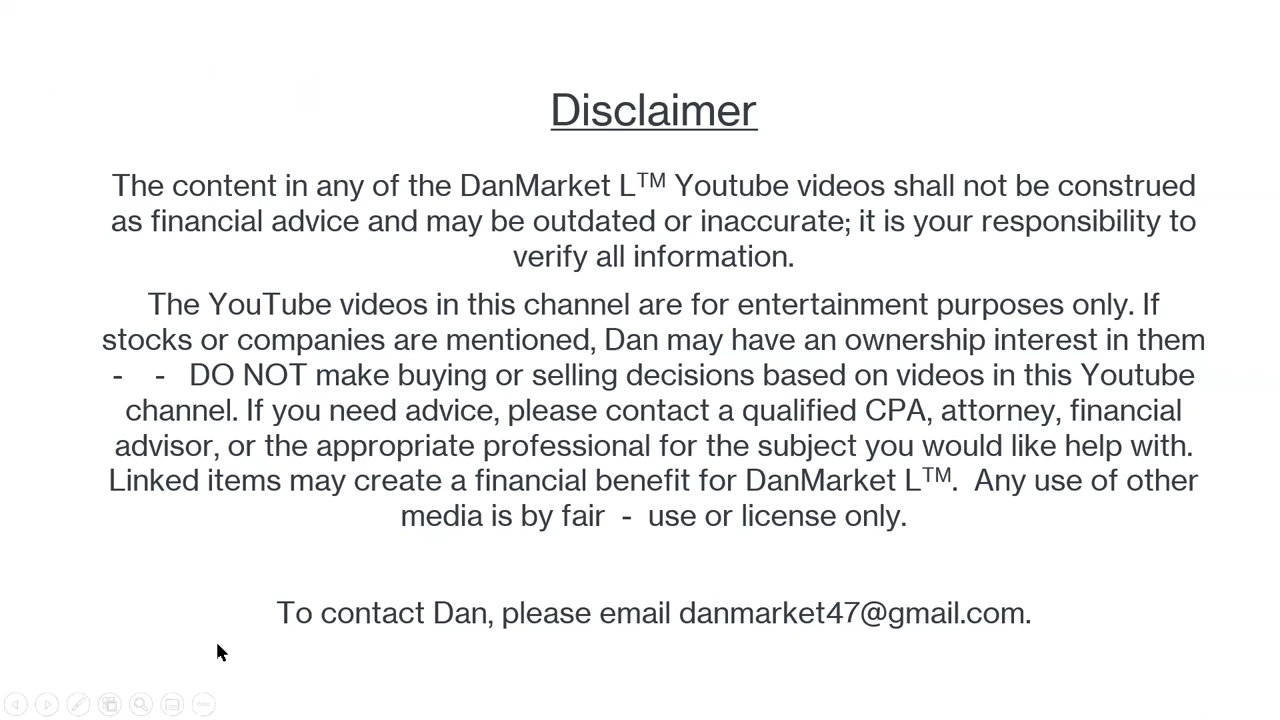 Disclaimer
The content in any of the DanMarket L™ Youtube videos shall not be construed
as financial advice and may be outdated or inaccurate; it is your responsibility to
verify all information.
The YouTube videos in this channel are for entertainment purposes only. If
stocks or companies are mentioned, Dan may have an ownership interest in them
- - DO NOT make buying or selling decisions based on videos in this Youtube
channel. If you need advice, please contact a qualified CPA, attorney, financial
advisor, or the appropriate professional for the subject you would like help with.
Linked items may create a financial benefit for DanMarket L™. Any use of other
media is by fair - use or license only.
To contact Dan, please email danmarket47@gmail.com.